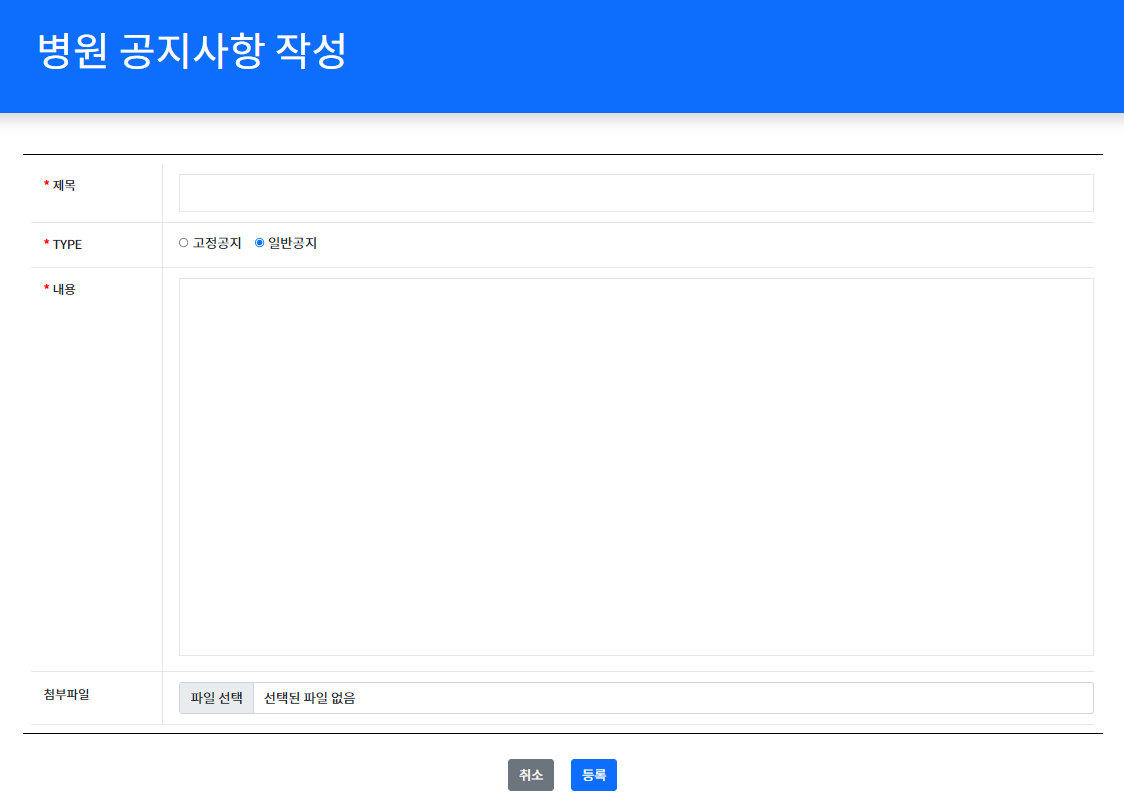 병원 공지사항 작성
* 제목
* TYPE
고정공지 일반공지
* 내용
첨부파일
파일 선택 선택된 파일 없음
취소 등록